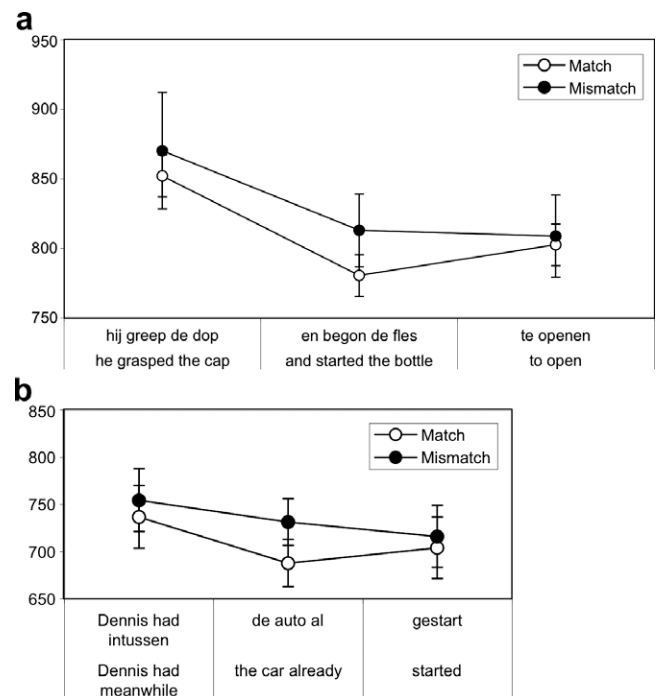 a
950
900
850
800
750
Match
Mismatch
hij greep de dop
he grasped the cap
en begon de fles
and started the bottle
te openen
to open
b
850
800
750
700
650
Match
Mismatch
Dennis had
intussen
Dennis had
meanwhile
de auto al
the car already
gestart
started